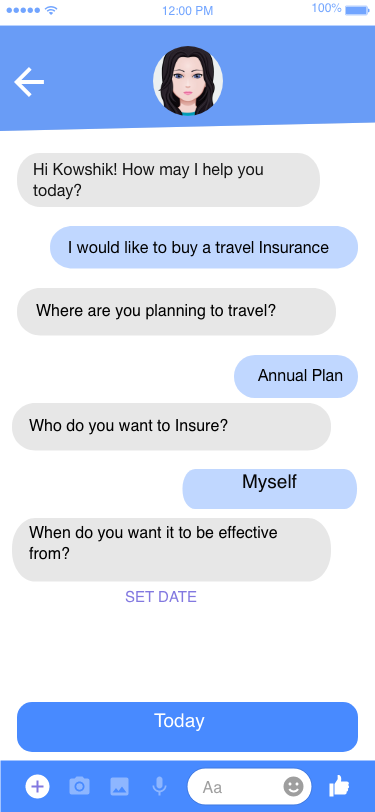 12:00 PM
100%
Hi Kowshik! How may I help you
today?
I would like to buy a travel Insurance
Where are you planning to travel?
Annual Plan
Who do you want to Insure?
Myself
When do you want it to be effective
from?
SET DATE
Today
Aa